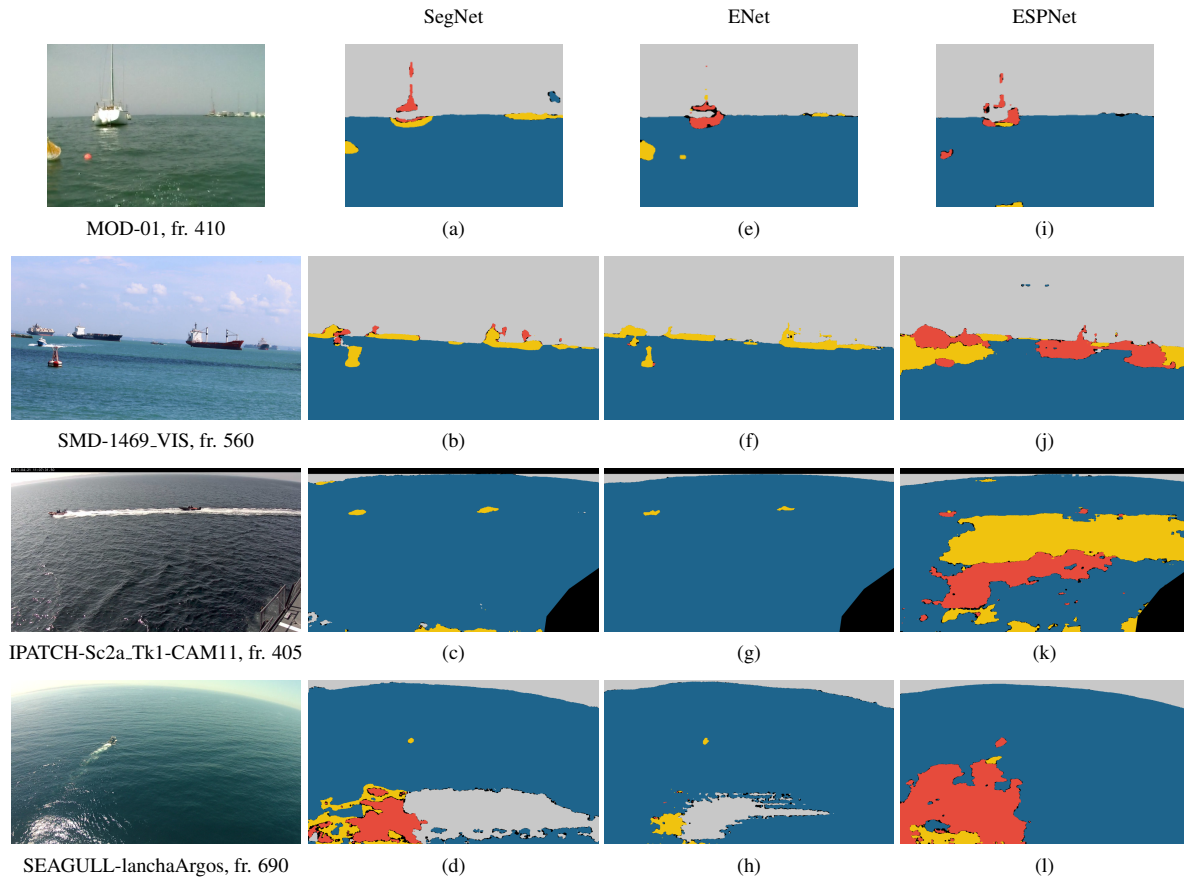 SegNet ENet ESPNet
MOD-01, fr. 410 (a) (e) (i)
SMD-1469_VIS, fr. 560 (b) (f) (j)
IPATCH-Sc2a_Tk1-CAM11, fr. 405 (c) (g) (k)
SEAGULL-lanchaArgos, fr. 690 (d) (h) (l)